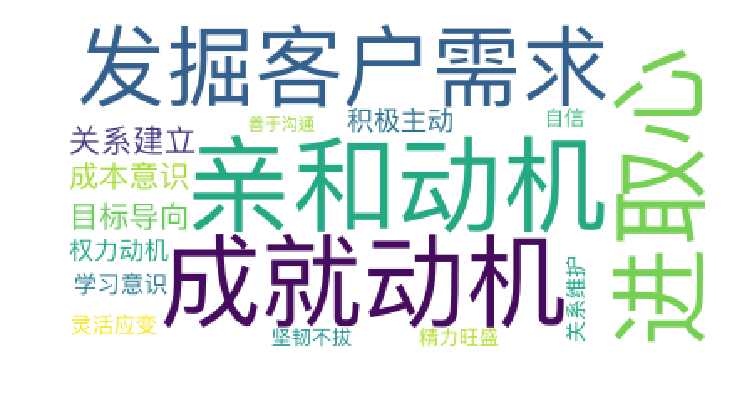 发掘客户需求
进取心
善于沟通
积极主动
自信
关系建立
亲和动机
成本意识
目标导向
权力动机
成就动机
学习意识
关系维护
灵活应变
坚韧不拔
精力旺盛